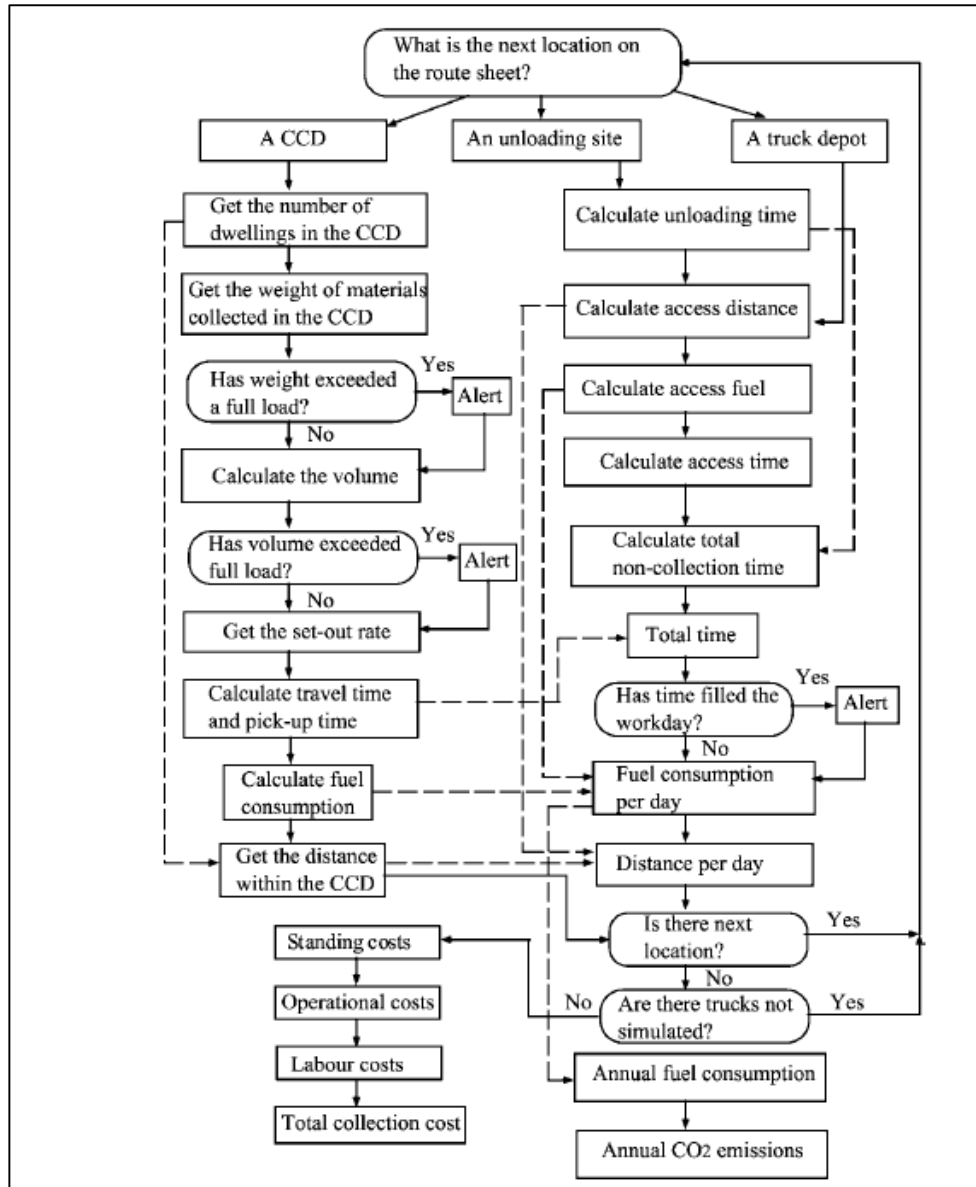 What is the next location on
the route sheet?
A CCD
An unloading site
A truck depot
Get the number of
dwellings in the CCD
Calculate unloading time
Get the weight of materials
collected in the CCD
Calculate access distance
Has weight exceeded
a full load?
Yes
Alert
No
Calculate access fuel
Calculate the volume
Calculate access time
Has volume exceeded
full load?
Yes
Alert
No
Calculate total
non-collection time
Get the set-out rate
Total time
Calculate travel time
and pick-up time
Has time filled the
workday?
Yes
Alert
No
Calculate fuel
consumption
Fuel consumption
per day
Get the distance
within the CCD
Distance per day
Is there next
location?
Yes
No
Standing costs
Are there trucks not
simulated?
No
Yes
Operational costs
Labour costs
Annual fuel consumption
Total collection cost
Annual CO2 emissions